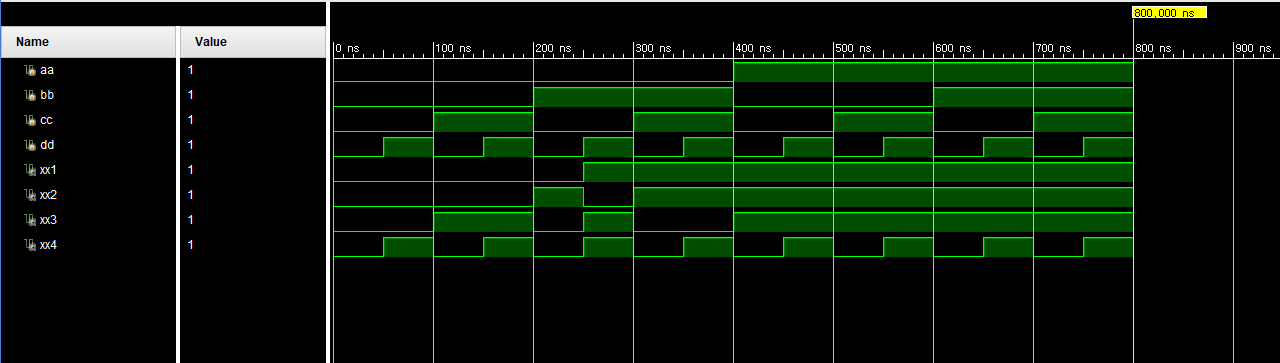 800,000 ns
Name Value
0 ns 100 ns 200 ns 300 ns 400 ns 500 ns 600 ns 700 ns 800 ns 900 ns
aa 1
bb 1
cc 1
dd 1
xx1 1
xx2 1
xx3 1
xx4 1